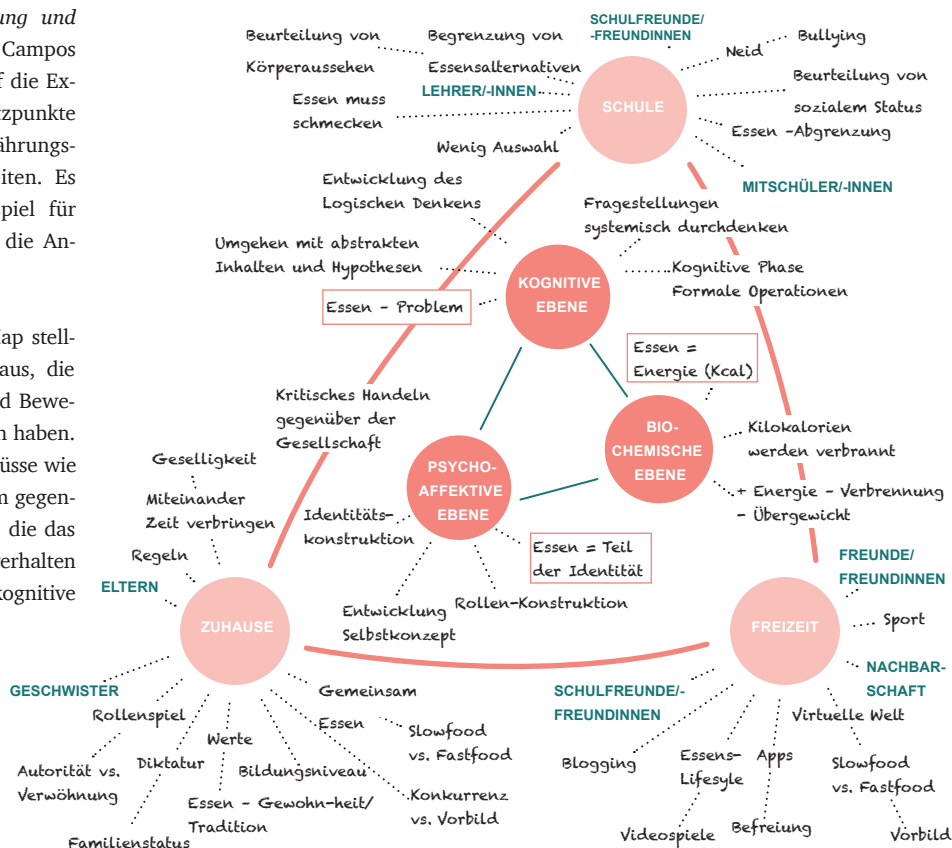 ung und
Campos
f die Ex-
tzpunkte
ährungs-
eiten. Es
spiel für
die An-
Map stell-
aus, die
d Bewe-
n haben.
üsse wie
m gegen-
die das
verhalten
kognitive
SCHULFREUNDE/
-FREUNDINNEN
Beurteilung von
Körperaussehen
Begrenzung von
Essensalternativen
LEHRER/-INNEN
Essen muss
schmecken
Wenig Auswahl
SCHULE
Neid
Bullying
Beurteilung von
sozialem Status
Essen -Abgrenzung
MITSCHÜLER/-INNEN
Entwicklung des
Logischen Denkens
Umgehen mit abstrakten
Inhalten und Hypothesen
Essen - Problem
Fragestellungen
systemisch durchdenken
Kognitive Phase
Formale Operationen
KOGNITIVE
EBENE
Essen =
Energie (Kcal)
BIO-
CHEMISCHE
EBENE
Kilokalorien
werden verbrannt
+ Energie - Verbrennung
- Übergewicht
Kritisches Handeln
gegenüber der
Gesellschaft
PSYCHO-
AFFEKTIVE
EBENE
Identitäts-
konstruktion
Essen = Teil
der Identität
Entwicklung
Selbstkonzept
Rollen-Konstruktion
Geselligkeit
Miteinander
Zeit verbringen
Regeln
ELTERN
ZUHAUSE
GESCHWISTER
Rollenspiel
Autorität vs.
Verwöhnung
Diktatur
Familienstatus
Werte
Essen - Gewohn-heit/
Tradition
Bildungsniveau
Gemeinsam
Essen
Slowfood
vs. Fastfood
Konkurrenz
vs. Vorbild
FREIZEIT
FREUNDE/
FREUNDINNEN
Sport
NACHBAR-
SCHAFT
SCHULFREUNDE/-
FREUNDINNEN
Blogging
Essens-
Lifesyle
Videospiele
Apps
Befreiung
Virtuelle Welt
Slowfood
vs. Fastfood
Vorbild